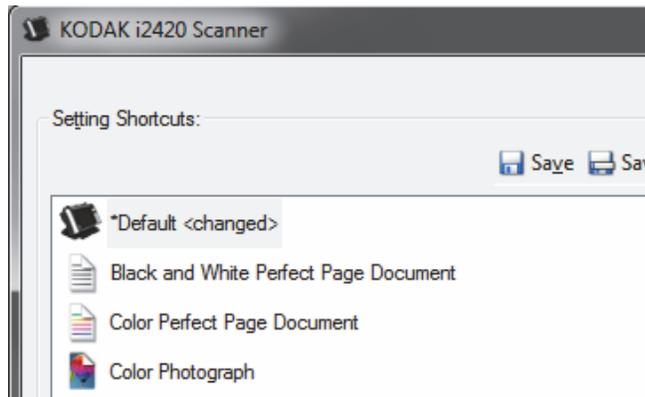 KODAK i2420 Scanner
Setting Shortcuts:
Save
*Default <changed>
Black and White Perfect Page Document
Color Perfect Page Document
Color Photograph